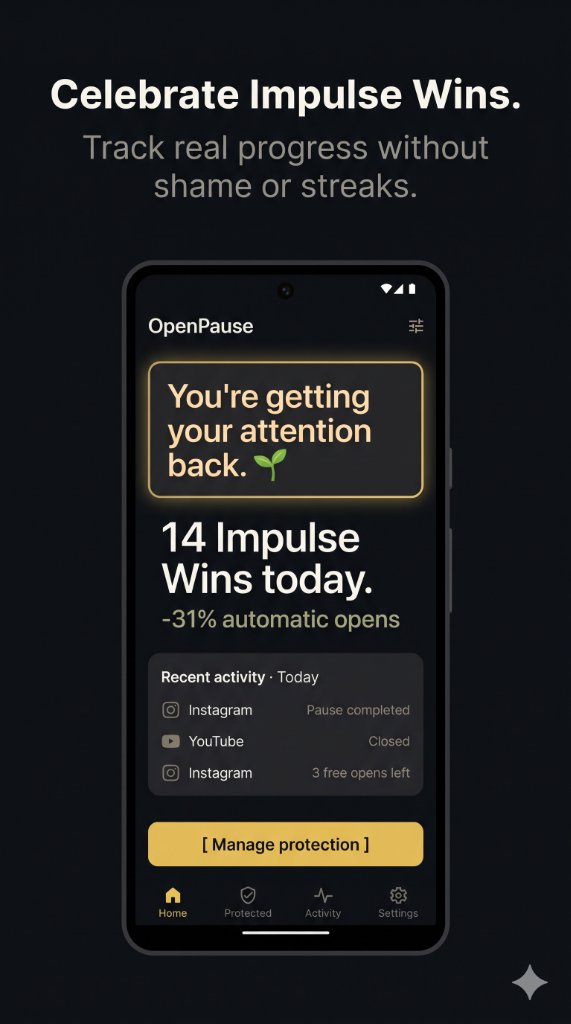 Celebrate Impulse Wins.
Track real progress without
shame or streaks.
OpenPause
You're getting
your attention
back. 🌱
14 Impulse
Wins today.
-31% automatic opens
Recent activity · Today
Instagram Pause completed
YouTube Closed
Instagram 3 free opens left
[ Manage protection ]
Home Protected Activity Settings